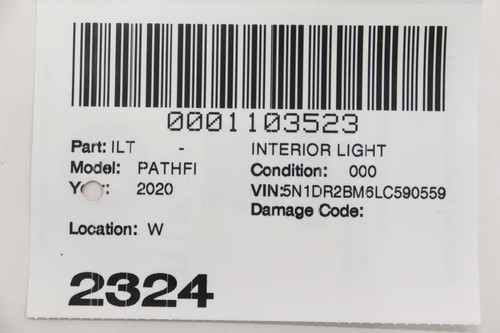 0001103523
Part: ILT - INTERIOR LIGHT
Model: PATHFI Condition: 000
2020 VIN:5N1DR2BM6LC590559
Damage Code:
Location: W
2324